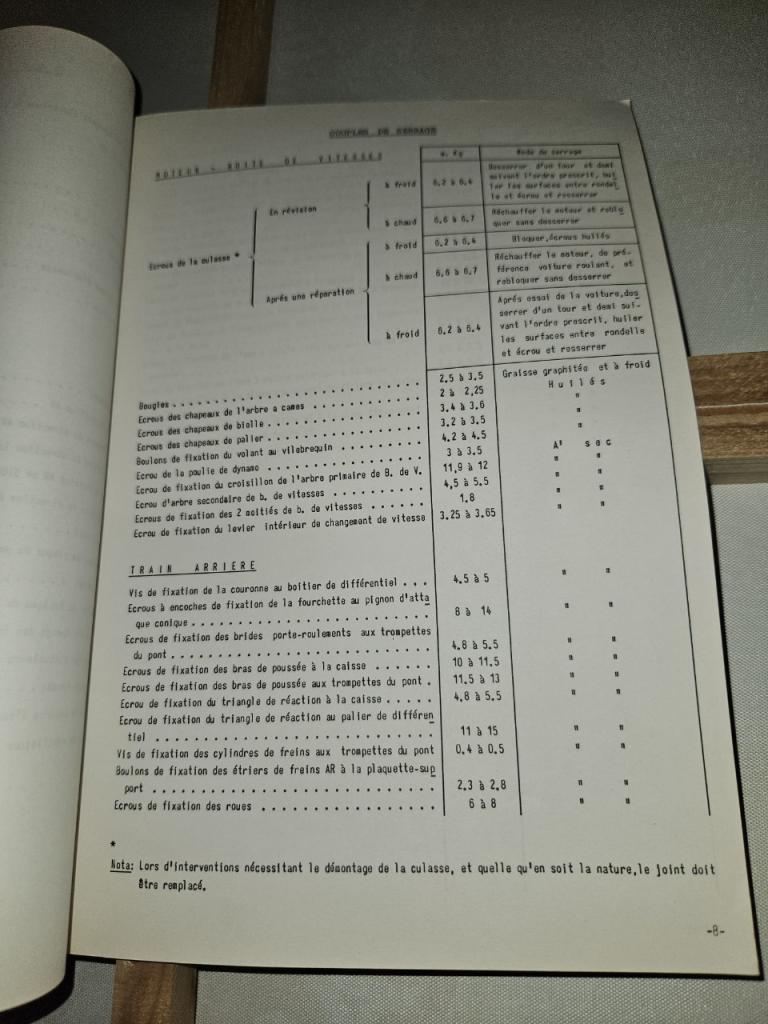 COUPLES DE SERRAGE
MOTEUR - BOITE DE VITESSES
m. Kg
Mode de serrage
Ecrous de la culasse *
En révision
à froid
6,2 à 6,4
Desserrer d'un tour et demi
suivant l'ordre prescrit, hui
ler les surfaces entre rondel
le et écrou et resserrer
à chaud
6,6 à 6,7
Réchauffer le moteur et reblo
quer sans desserrer
Après une réparation
à froid
6,2 à 6,4
Bloquer, écrous huilés
à chaud
6,6 à 6,7
Réchauffer le moteur, de pré-
férence voiture roulant, et
rebloquer sans desserrer
à froid
6.2 à 6.4
Après essai de la voiture,des
serrer d'un tour et demi sui-
vant l'ordre prescrit, huiler
les surfaces entre rondelle
et écrou et resserrer
Bougies . . . . . . . . . . 2.5 à 3.5 Graisse graphitée et à froid
Ecrous des chapeaux de l'arbre a cames . . . . . . 2 à 2,25 Huilés
Ecrous des chapeaux de bielle . . . . . . 3.4 à 3.6 "
Ecrous des chapeaux de palier . . . . . . 3.2 à 3.5 "
Boulons de fixation du volant au vilebrequin . . . . . . 4.2 à 4.5 "
Ecrou de la poulie de dynamo . . . . . . 3 à 3.5 A' sec
Ecrou de fixation du croisillon de l'arbre primaire de B. de V. 11,9 à 12 " "
Ecrou d'arbre secondaire de b. de vitesses . . . . . . 4,5 à 5.5 " "
Ecrous de fixation des 2 moitiés de b. de vitesses . . . . . . 1.8 " "
Ecrou de fixation du levier intérieur de changement de vitesse 3.25 à 3.65 " "
TRAIN ARRIERE
Vis de fixation de la couronne au boitier de différentiel . . . 4.5 à 5 " "
Ecrous à encoches de fixation de la fourchette au pignon d'atta
que conique . . . . . . . . . . 8 à 14 " "
Ecrous de fixation des brides porte-roulements aux trompettes
du pont . . . . . . . . . . 4.8 à 5.5 " "
Ecrous de fixation des bras de poussée à la caisse . . . . . . 10 à 11.5 " "
Ecrous de fixation des bras de poussée aux trompettes du pont . 11.5 à 13 " "
Ecrou de fixation du triangle de réaction à la caisse . . . . . 4,8 à 5.5 " "
Ecrou de fixation du triangle de réaction au palier de différen
tiel . . . . . . . . . . 11 à 15 " "
Vis de fixation des cylindres de freins aux trompettes du pont 0.4 à 0.5 " "
Boulons de fixation des étriers de freins AR à la plaquette-sup
port . . . . . . . . . . 2.3 à 2.8 " "
Ecrous de fixation des roues . . . . . . . . . . 6 à 8 " "
*
Nota: Lors d'interventions nécessitant le démontage de la culasse, et quelle qu'en soit la nature,le joint doit
être remplacé.
-8-